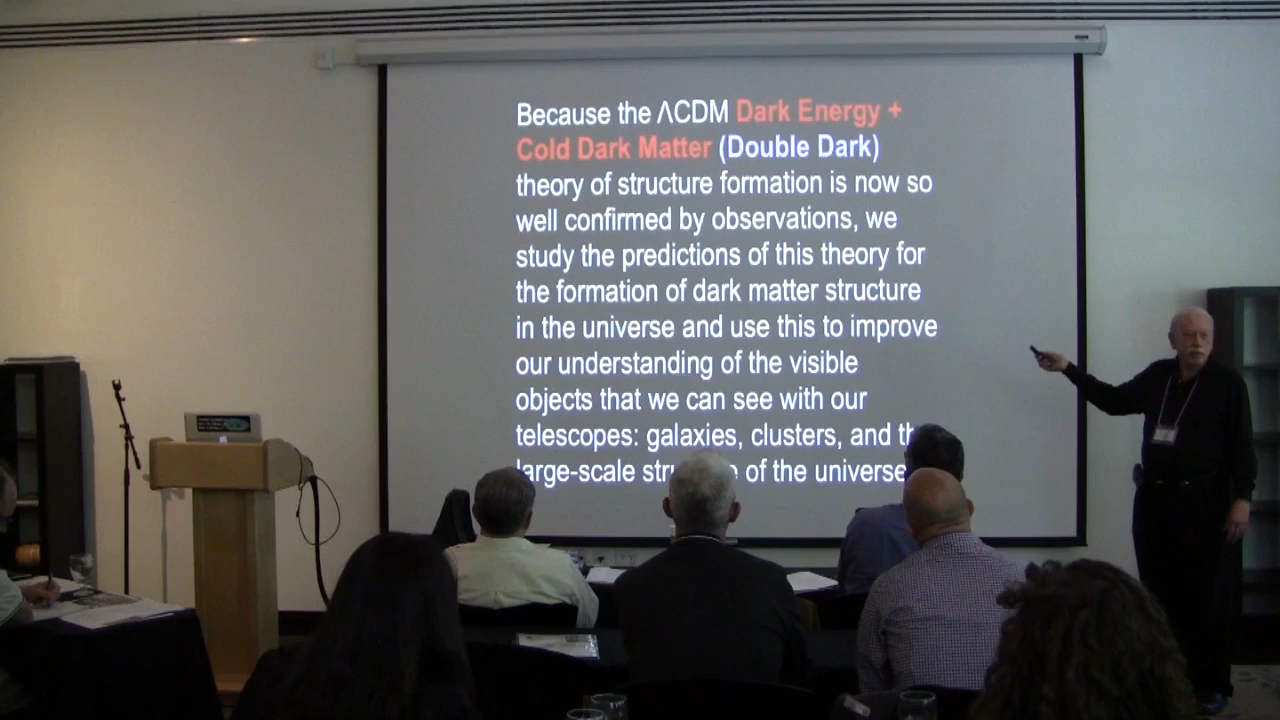 Because the ΛCDM Dark Energy +
Cold Dark Matter (Double Dark)
theory of structure formation is now so
well confirmed by observations, we
study the predictions of this theory for
the formation of dark matter structure
in the universe and use this to improve
our understanding of the visible
objects that we can see with our
telescopes: galaxies, clusters, and
large-scale of the universe